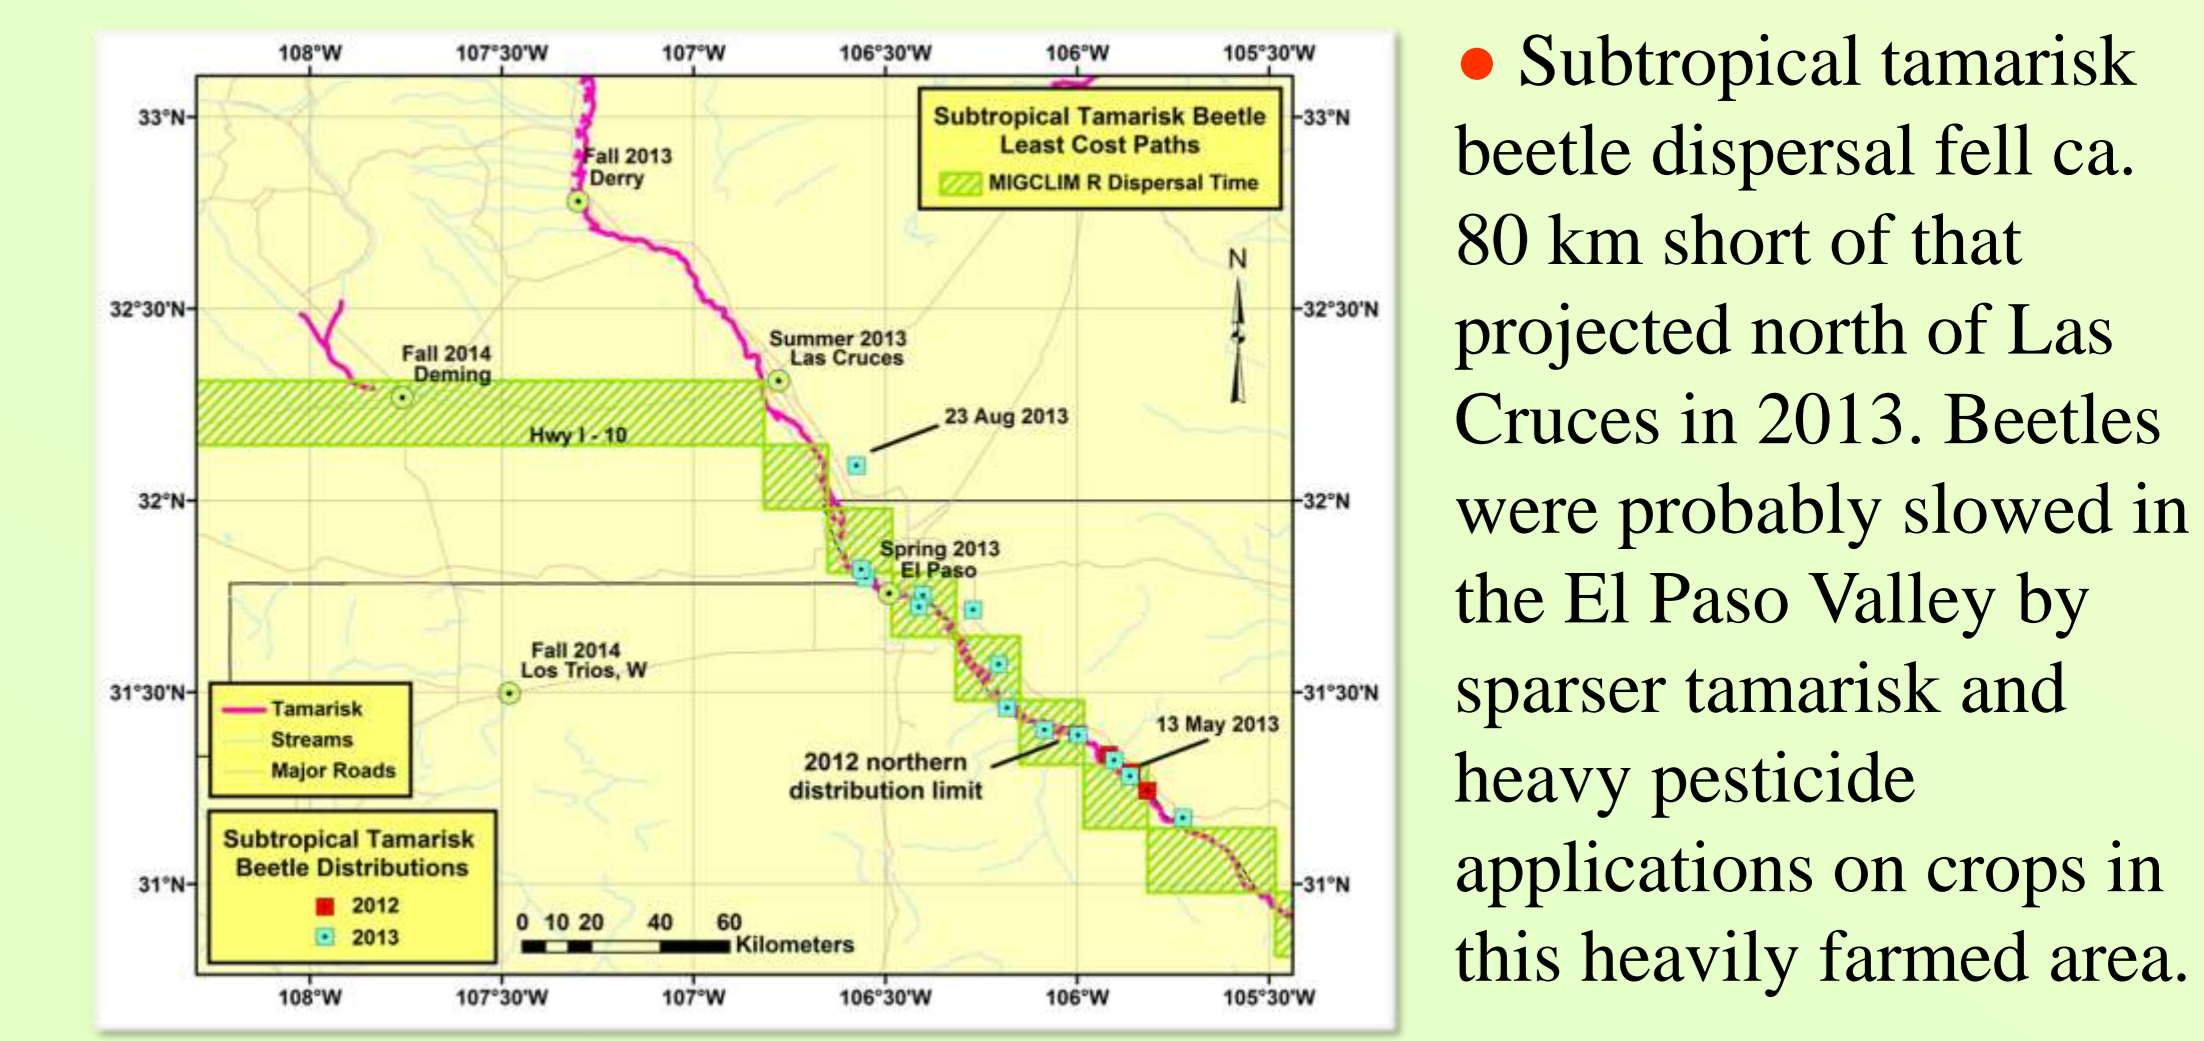 108°W 107°30'W 107°W 106°30'W 106°W 105°30'W
33°N
33°N
Subtropical Tamarisk Beetle
Least Cost Paths
MIGCLIM R Dispersal Time
Fall 2013
Derry
N
32°30'N
32°30'N
Summer 2013
Las Cruces
Fall 2014
Deming
23 Aug 2013
Hwy I - 10
32°N
32°N
Spring 2013
El Paso
Fall 2014
Los Trios, W
31°30'N
31°30'N
Tamarisk
Streams
Major Roads
13 May 2013
2012 northern
distribution limit
Subtropical Tamarisk
Beetle Distributions
2012
2013
31°N
31°N
0 10 20 40 60
Kilometers
108°W 107°30'W 107°W 106°30'W 106°W 105°30'W
● Subtropical tamarisk
beetle dispersal fell ca.
80 km short of that
projected north of Las
Cruces in 2013. Beetles
were probably slowed in
the El Paso Valley by
sparser tamarisk and
heavy pesticide
applications on crops in
this heavily farmed area.